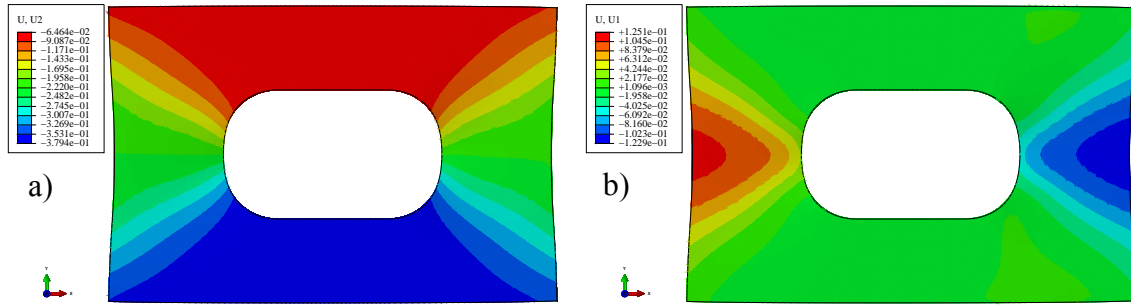 U, U2
-6.464e-02
-9.087e-02
-1.171e-01
-1.433e-01
-1.695e-01
-1.958e-01
-2.220e-01
-2.482e-01
-2.745e-01
-3.007e-01
-3.269e-01
-3.531e-01
-3.794e-01
a)
Y
X
U, U1
+1.251e-01
+1.045e-01
+8.379e-02
+6.312e-02
+4.244e-02
+2.177e-02
+1.096e-03
-1.958e-02
-4.025e-02
-6.092e-02
-8.160e-02
-1.023e-01
-1.229e-01
b)
Y
X